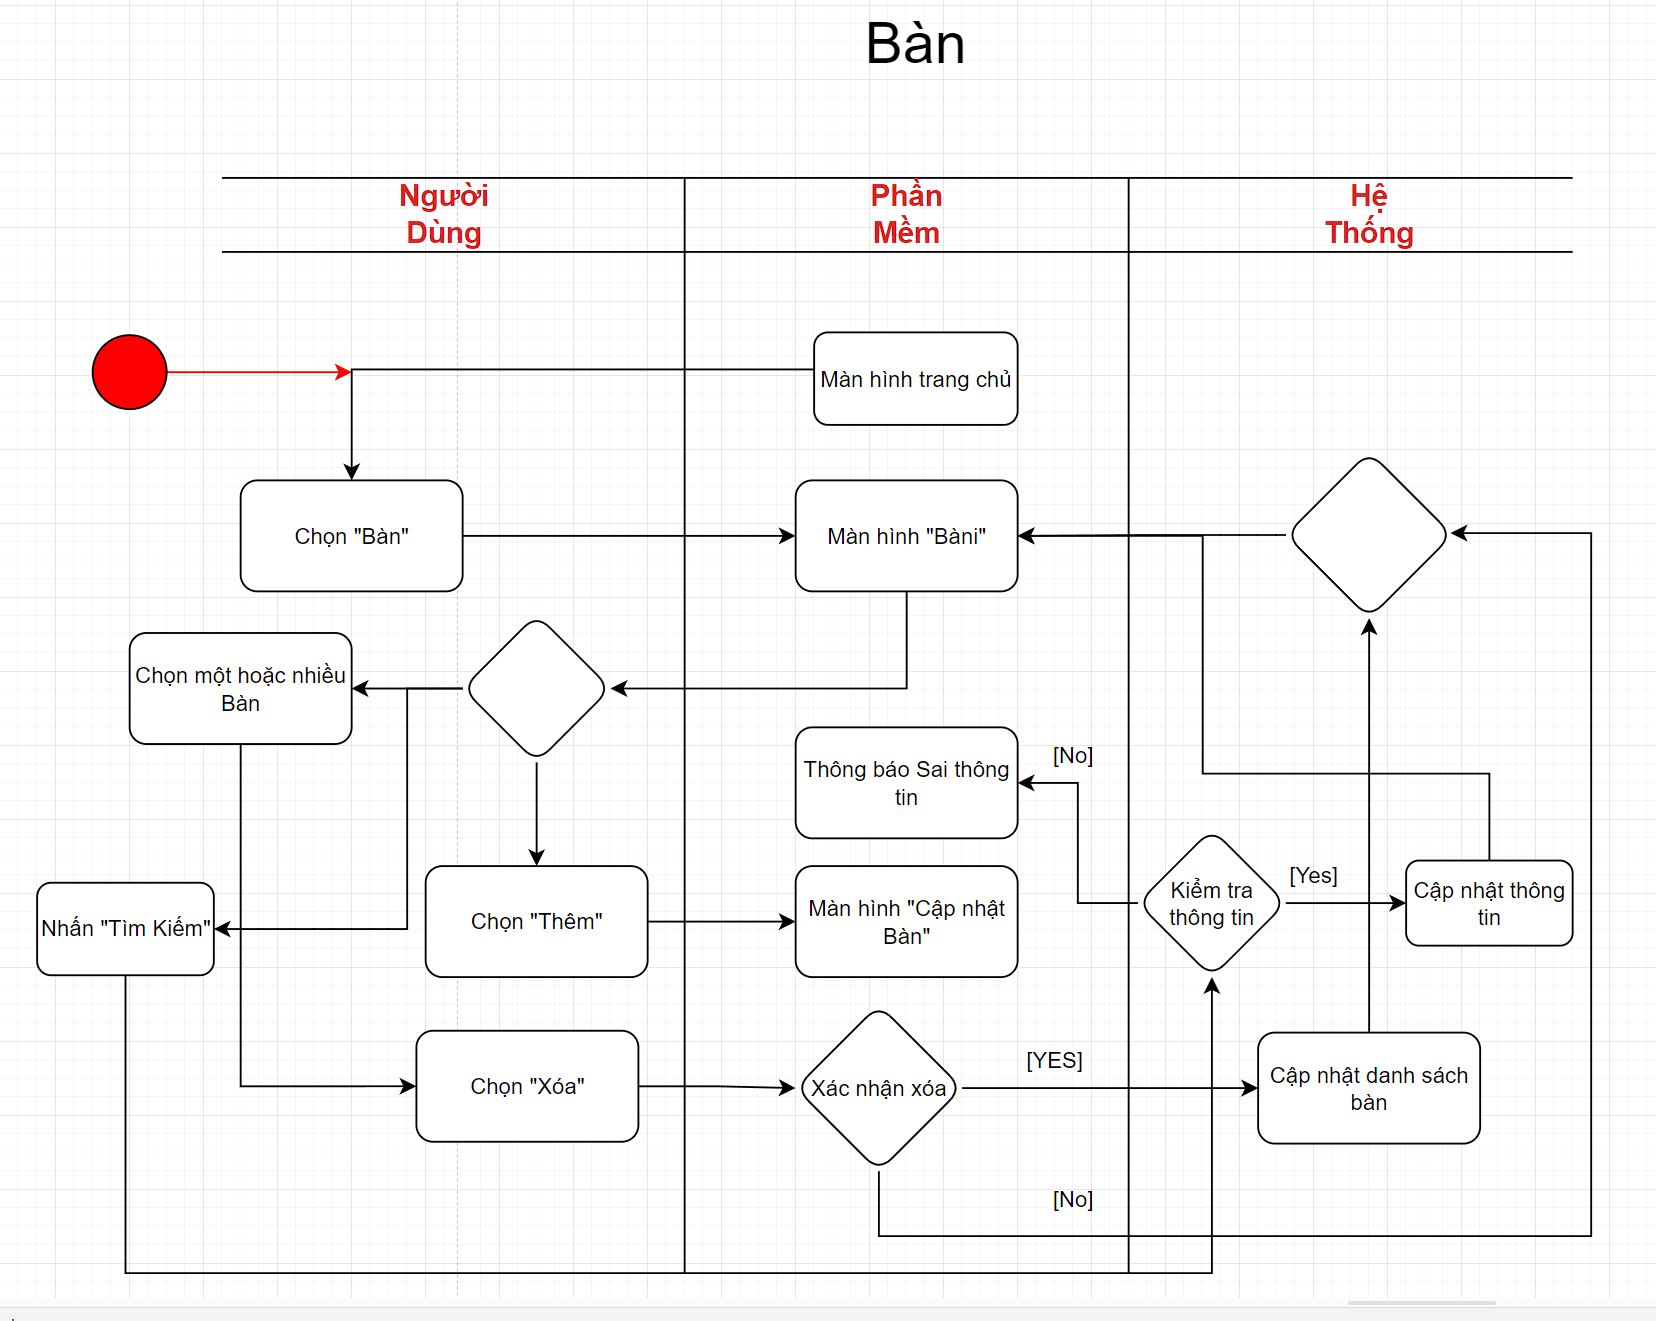 Bàn
Người
Dùng
Phần
Mềm
Hệ
Thống
Màn hình trang chủ
Chọn "Bàn"
Màn hình "Bàni"
Chọn một hoặc nhiều
Bàn
Thông báo Sai thông
tin
[No]
Nhấn "Tìm Kiếm"
Chọn "Thêm"
Màn hình "Cập nhật
Bàn"
Kiểm tra
thông tin
[Yes]
Cập nhật thông
tin
Chọn "Xóa"
Xác nhận xóa
[YES]
Cập nhật danh sách
bàn
[No]